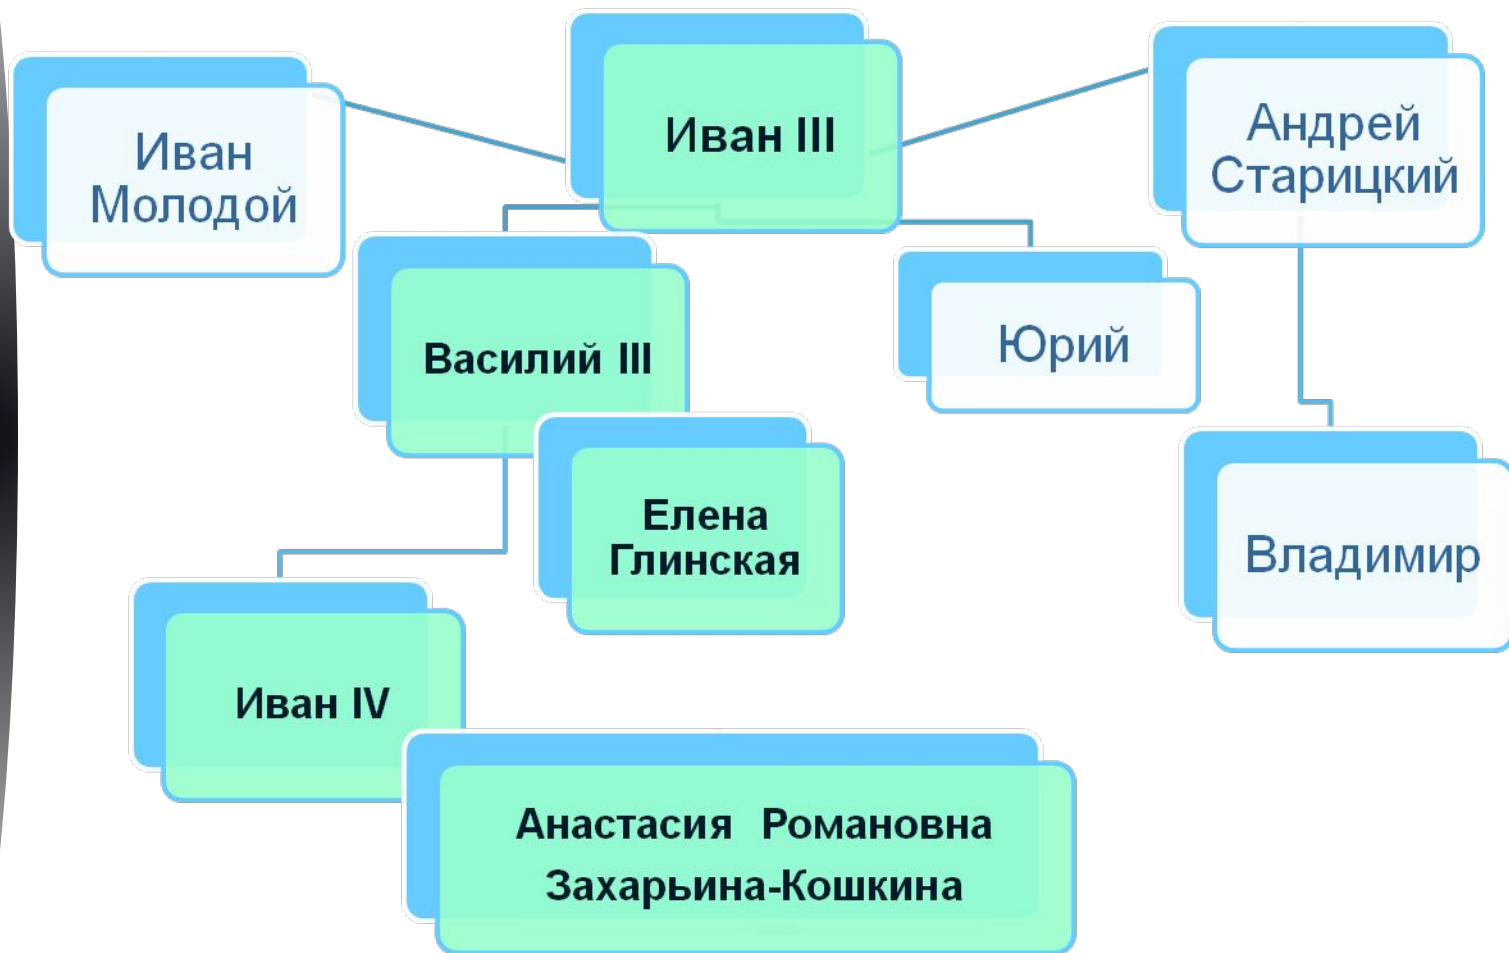 Иван
Молодой
Иван III
Андрей
Старицкий
Василий III
Юрий
Елена
Глинская
Владимир
Иван IV
Анастасия Романовна
Захарьина-Кошкина